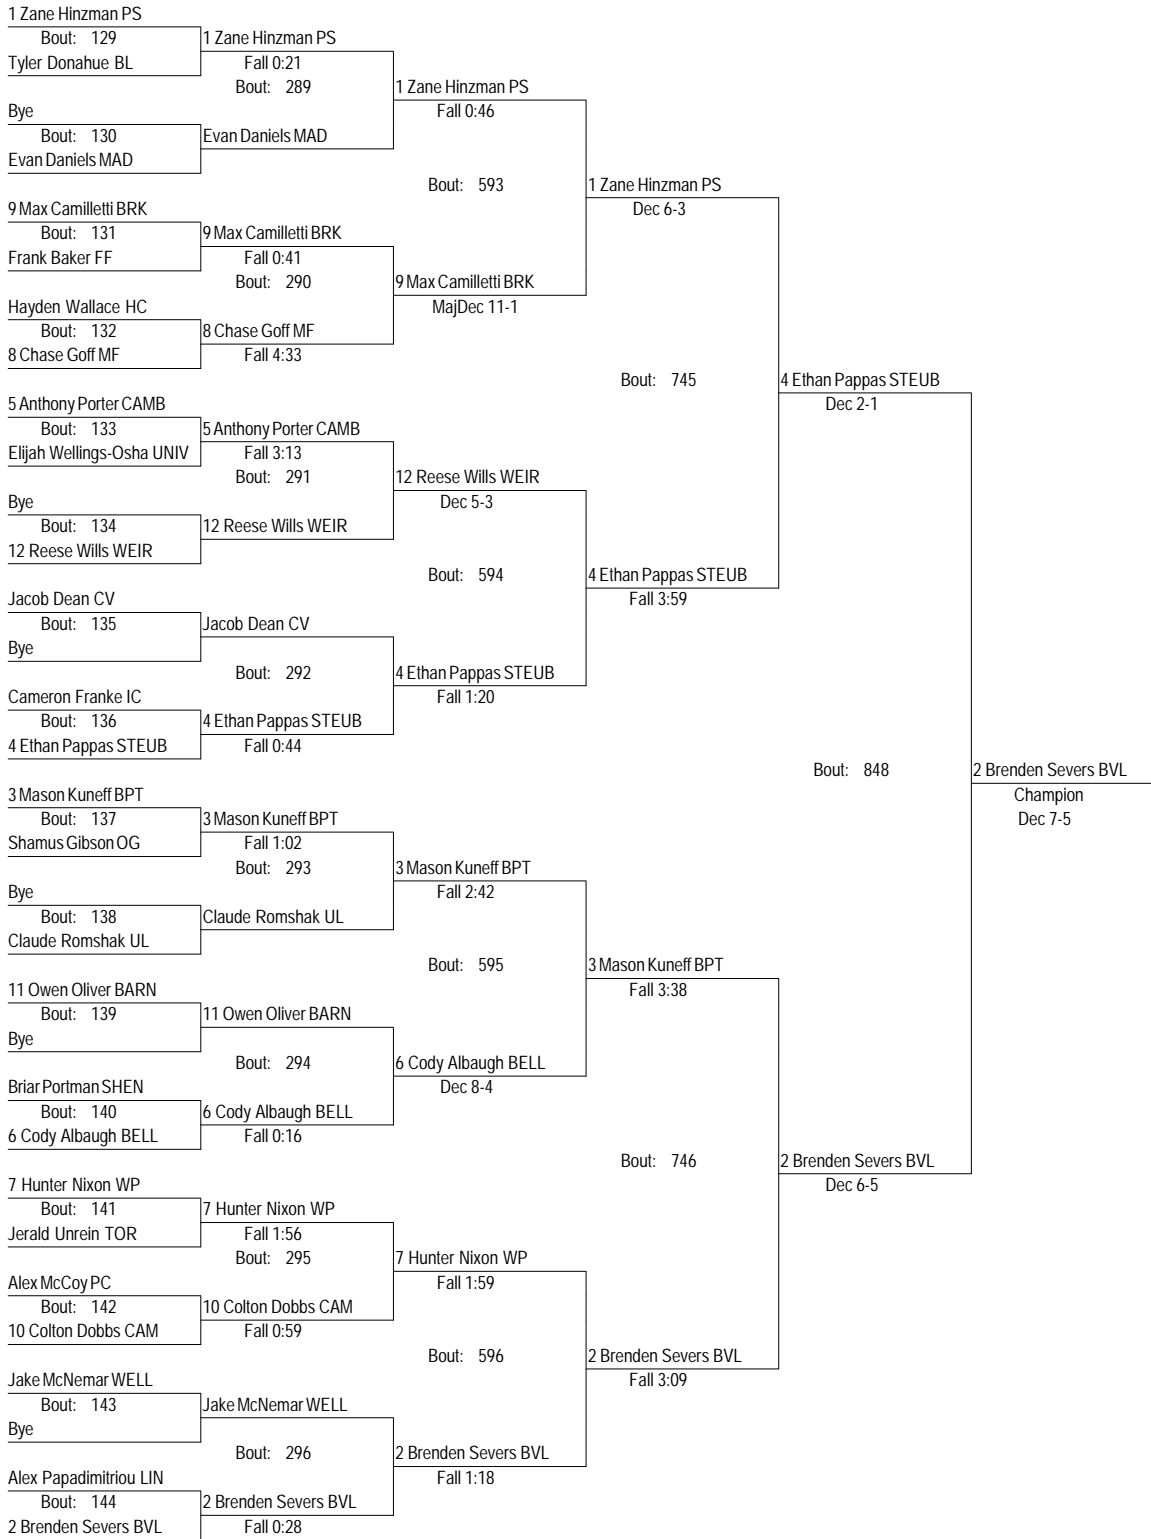 1 Zane Hinzman PS
Bout: 129
1 Zane Hinzman PS
Tyler Donahue BL
Fall 0:21
Bout: 289
1 Zane Hinzman PS
Bye
Fall 0:46
Bout: 130
Evan Daniels MAD
Evan Daniels MAD
Bout: 593
1 Zane Hinzman PS
9 Max Camilletti BRK
Dec 6-3
Bout: 131
9 Max Camilletti BRK
Frank Baker FF
Fall 0:41
Bout: 290
9 Max Camilletti BRK
Hayden Wallace HC
MajDec 11-1
Bout: 132
8 Chase Goff MF
8 Chase Goff MF
Fall 4:33
Bout: 745
4 Ethan Pappas STEUB
5 Anthony Porter CAMB
Dec 2-1
Bout: 133
5 Anthony Porter CAMB
Elijah Wellings-Osha UNIV
Fall 3:13
Bout: 291
12 Reese Wills WEIR
Bye
Dec 5-3
Bout: 134
12 Reese Wills WEIR
12 Reese Wills WEIR
Bout: 594
4 Ethan Pappas STEUB
Jacob Dean CV
Fall 3:59
Bout: 135
Jacob Dean CV
Bye
Bout: 292
4 Ethan Pappas STEUB
Cameron Franke IC
Fall 1:20
Bout: 136
4 Ethan Pappas STEUB
4 Ethan Pappas STEUB
Fall 0:44
Bout: 848
2 Brenden Severs BVL
3 Mason Kuneff BPT
Champion
Bout: 137
3 Mason Kuneff BPT
Dec 7-5
Shamus Gibson OG
Fall 1:02
Bout: 293
3 Mason Kuneff BPT
Bye
Fall 2:42
Bout: 138
Claude Romshak UL
Claude Romshak UL
Bout: 595
3 Mason Kuneff BPT
11 Owen Oliver BARN
Fall 3:38
Bout: 139
11 Owen Oliver BARN
Bye
Bout: 294
6 Cody Albaugh BELL
Briar Portman SHEN
Dec 8-4
Bout: 140
6 Cody Albaugh BELL
6 Cody Albaugh BELL
Fall 0:16
Bout: 746
2 Brenden Severs BVL
7 Hunter Nixon WP
Dec 6-5
Bout: 141
7 Hunter Nixon WP
Jerald Unrein TOR
Fall 1:56
Bout: 295
7 Hunter Nixon WP
Alex McCoy PC
Fall 1:59
Bout: 142
10 Colton Dobbs CAM
10 Colton Dobbs CAM
Fall 0:59
Bout: 596
2 Brenden Severs BVL
Jake McNemar WELL
Fall 3:09
Bout: 143
Jake McNemar WELL
Bye
Bout: 296
2 Brenden Severs BVL
Alex Papadimitriou LIN
Fall 1:18
Bout: 144
2 Brenden Severs BVL
2 Brenden Severs BVL
Fall 0:28